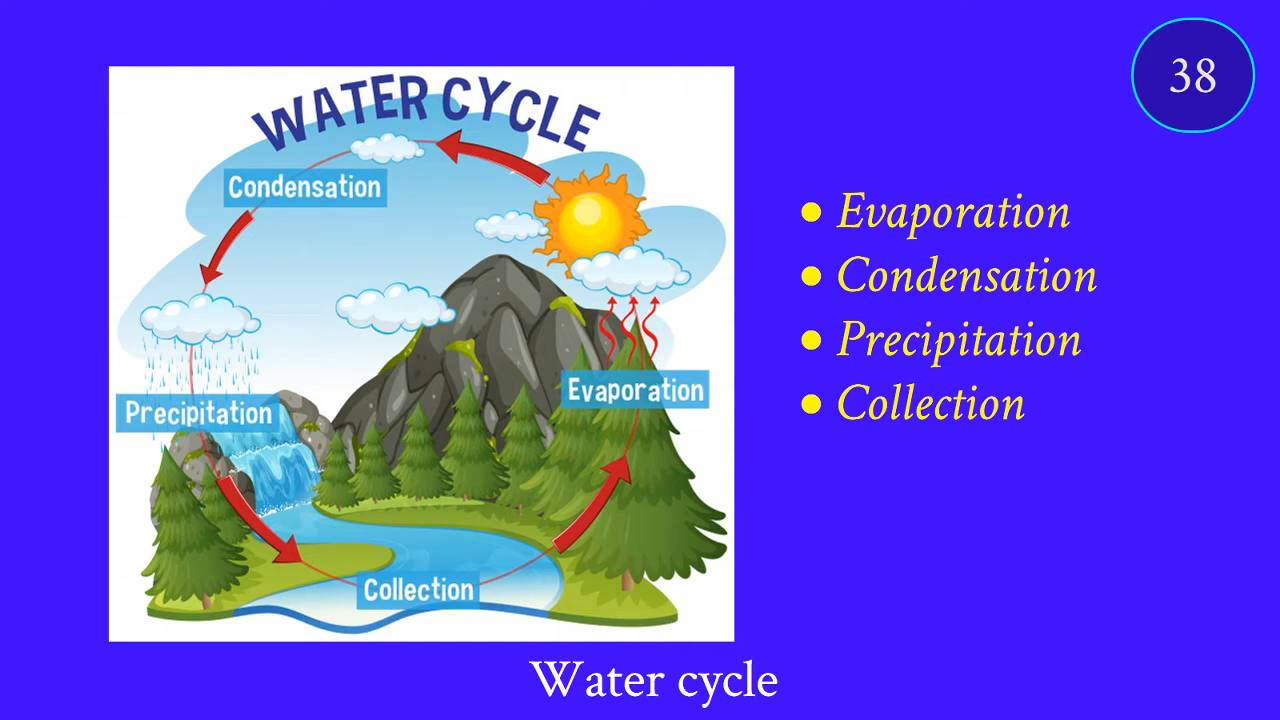 38
WATER CYCLE
Condensation
Precipitation
Evaporation
Collection
• Evaporation
• Condensation
• Precipitation
• Collection
Water cycle